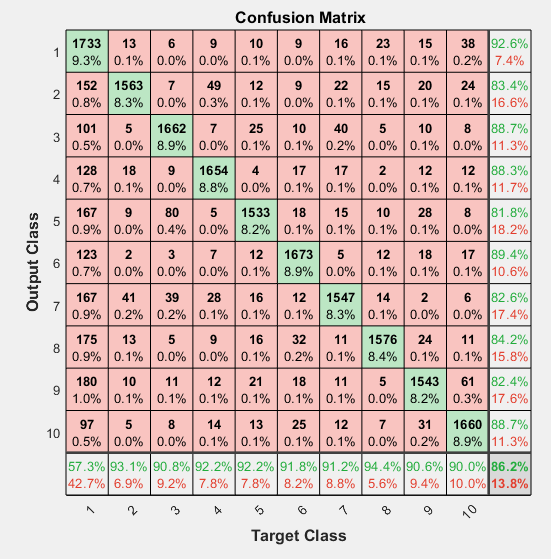 Confusion Matrix
1 1733 13 6 9 10 9 16 23 15 38 92.6%
9.3% 0.1% 0.0% 0.0% 0.1% 0.0% 0.1% 0.1% 0.1% 0.2% 7.4%
2 152 1563 7 49 12 9 22 15 20 24 83.4%
0.8% 8.3% 0.0% 0.3% 0.1% 0.0% 0.1% 0.1% 0.1% 0.1% 16.6%
3 101 5 1662 7 25 10 40 5 10 8 88.7%
0.5% 0.0% 8.9% 0.0% 0.1% 0.1% 0.2% 0.0% 0.1% 0.0% 11.3%
4 128 18 9 1654 4 17 17 2 12 12 88.3%
0.7% 0.1% 0.0% 8.8% 0.0% 0.1% 0.1% 0.0% 0.1% 0.1% 11.7%
5 167 9 80 5 1533 18 15 10 28 8 81.8%
0.9% 0.0% 0.4% 0.0% 8.2% 0.1% 0.1% 0.1% 0.1% 0.0% 18.2%
6 123 2 3 7 12 1673 5 12 18 17 89.4%
0.7% 0.0% 0.0% 0.0% 0.1% 8.9% 0.0% 0.1% 0.1% 0.1% 10.6%
7 167 41 39 28 16 12 1547 14 2 6 82.6%
0.9% 0.2% 0.2% 0.1% 0.1% 0.1% 8.3% 0.1% 0.0% 0.0% 17.4%
8 175 13 5 9 16 32 11 1576 24 11 84.2%
0.9% 0.1% 0.0% 0.0% 0.1% 0.2% 0.1% 8.4% 0.1% 0.1% 15.8%
9 180 10 11 12 21 18 11 5 1543 61 82.4%
1.0% 0.1% 0.1% 0.1% 0.1% 0.1% 0.1% 0.0% 8.2% 0.3% 17.6%
10 97 5 8 14 13 25 12 7 31 1660 88.7%
0.5% 0.0% 0.0% 0.1% 0.1% 0.1% 0.1% 0.0% 0.2% 8.9% 11.3%
57.3% 93.1% 90.8% 92.2% 92.2% 91.8% 91.2% 94.4% 90.6% 90.0% 86.2%
42.7% 6.9% 9.2% 7.8% 7.8% 8.2% 8.8% 5.6% 9.4% 10.0% 13.8%
1 2 3 4 5 6 7 8 9 10
Target Class
Output Class